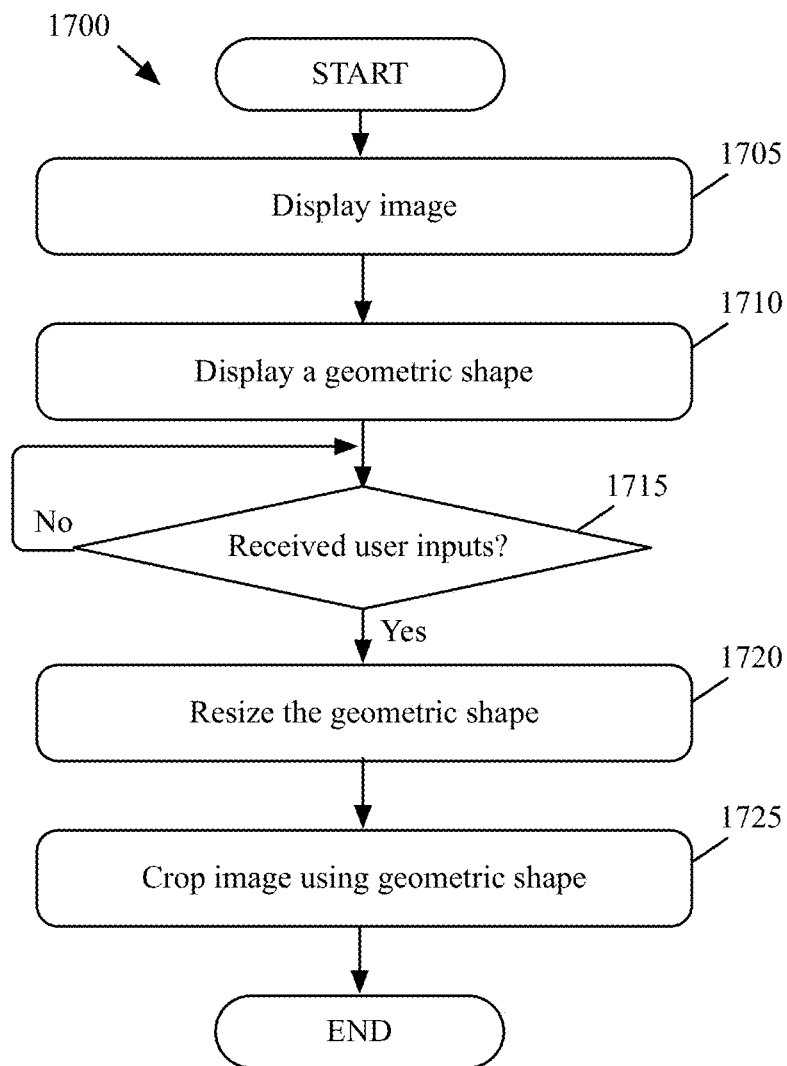 1700
START
1705
Display image
1710
Display a geometric shape
1715
No
Received user inputs?
Yes
1720
Resize the geometric shape
1725
Crop image using geometric shape
END